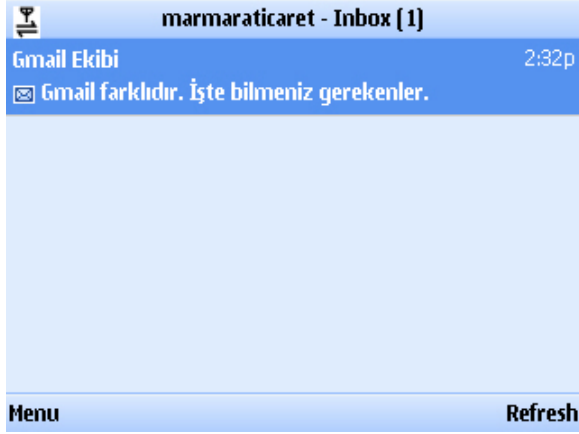 marmaraticaret - Inbox (1)
Gmail Ekibi 2:32p
Gmail farklıdır. İşte bilmeniz gerekenler.
Menu Refresh